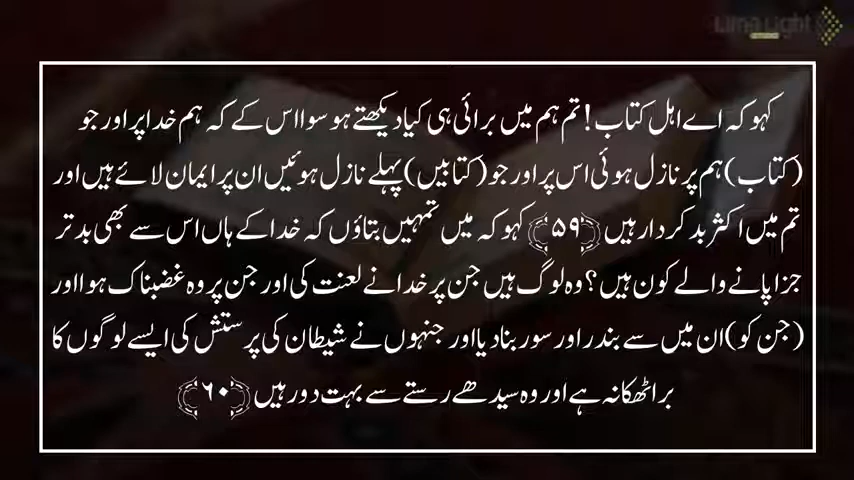 Lima Light
کہو کہ اے اہل کتاب! تم ہم میں برائی ہی کیا دیکھتے ہو سوا اس کے کہ ہم خدا پر اور جو
(کتاب) ہم پر نازل ہوئی اس پر اور جو (کتابیں) پہلے نازل ہوئیں ان پر ایمان لائے ہیں اور
تم میں اکثر بدکردار ہیں ﴿۵۹﴾ کہو کہ میں تمہیں بتاؤں کہ خدا کے ہاں اس سے بھی بدتر
جزا پانے والے کون ہیں؟ وہ لوگ ہیں جن پر خدا نے لعنت کی اور جن پر وہ غضبناک ہوا اور
(جن کو) ان میں سے بندر اور سور بنا دیا اور جنہوں نے شیطان کی پرستش کی ایسے لوگوں کا
برا ٹھکانہ ہے اور وہ سیدھے رستے سے بہت دور ہیں ﴿۶۰﴾